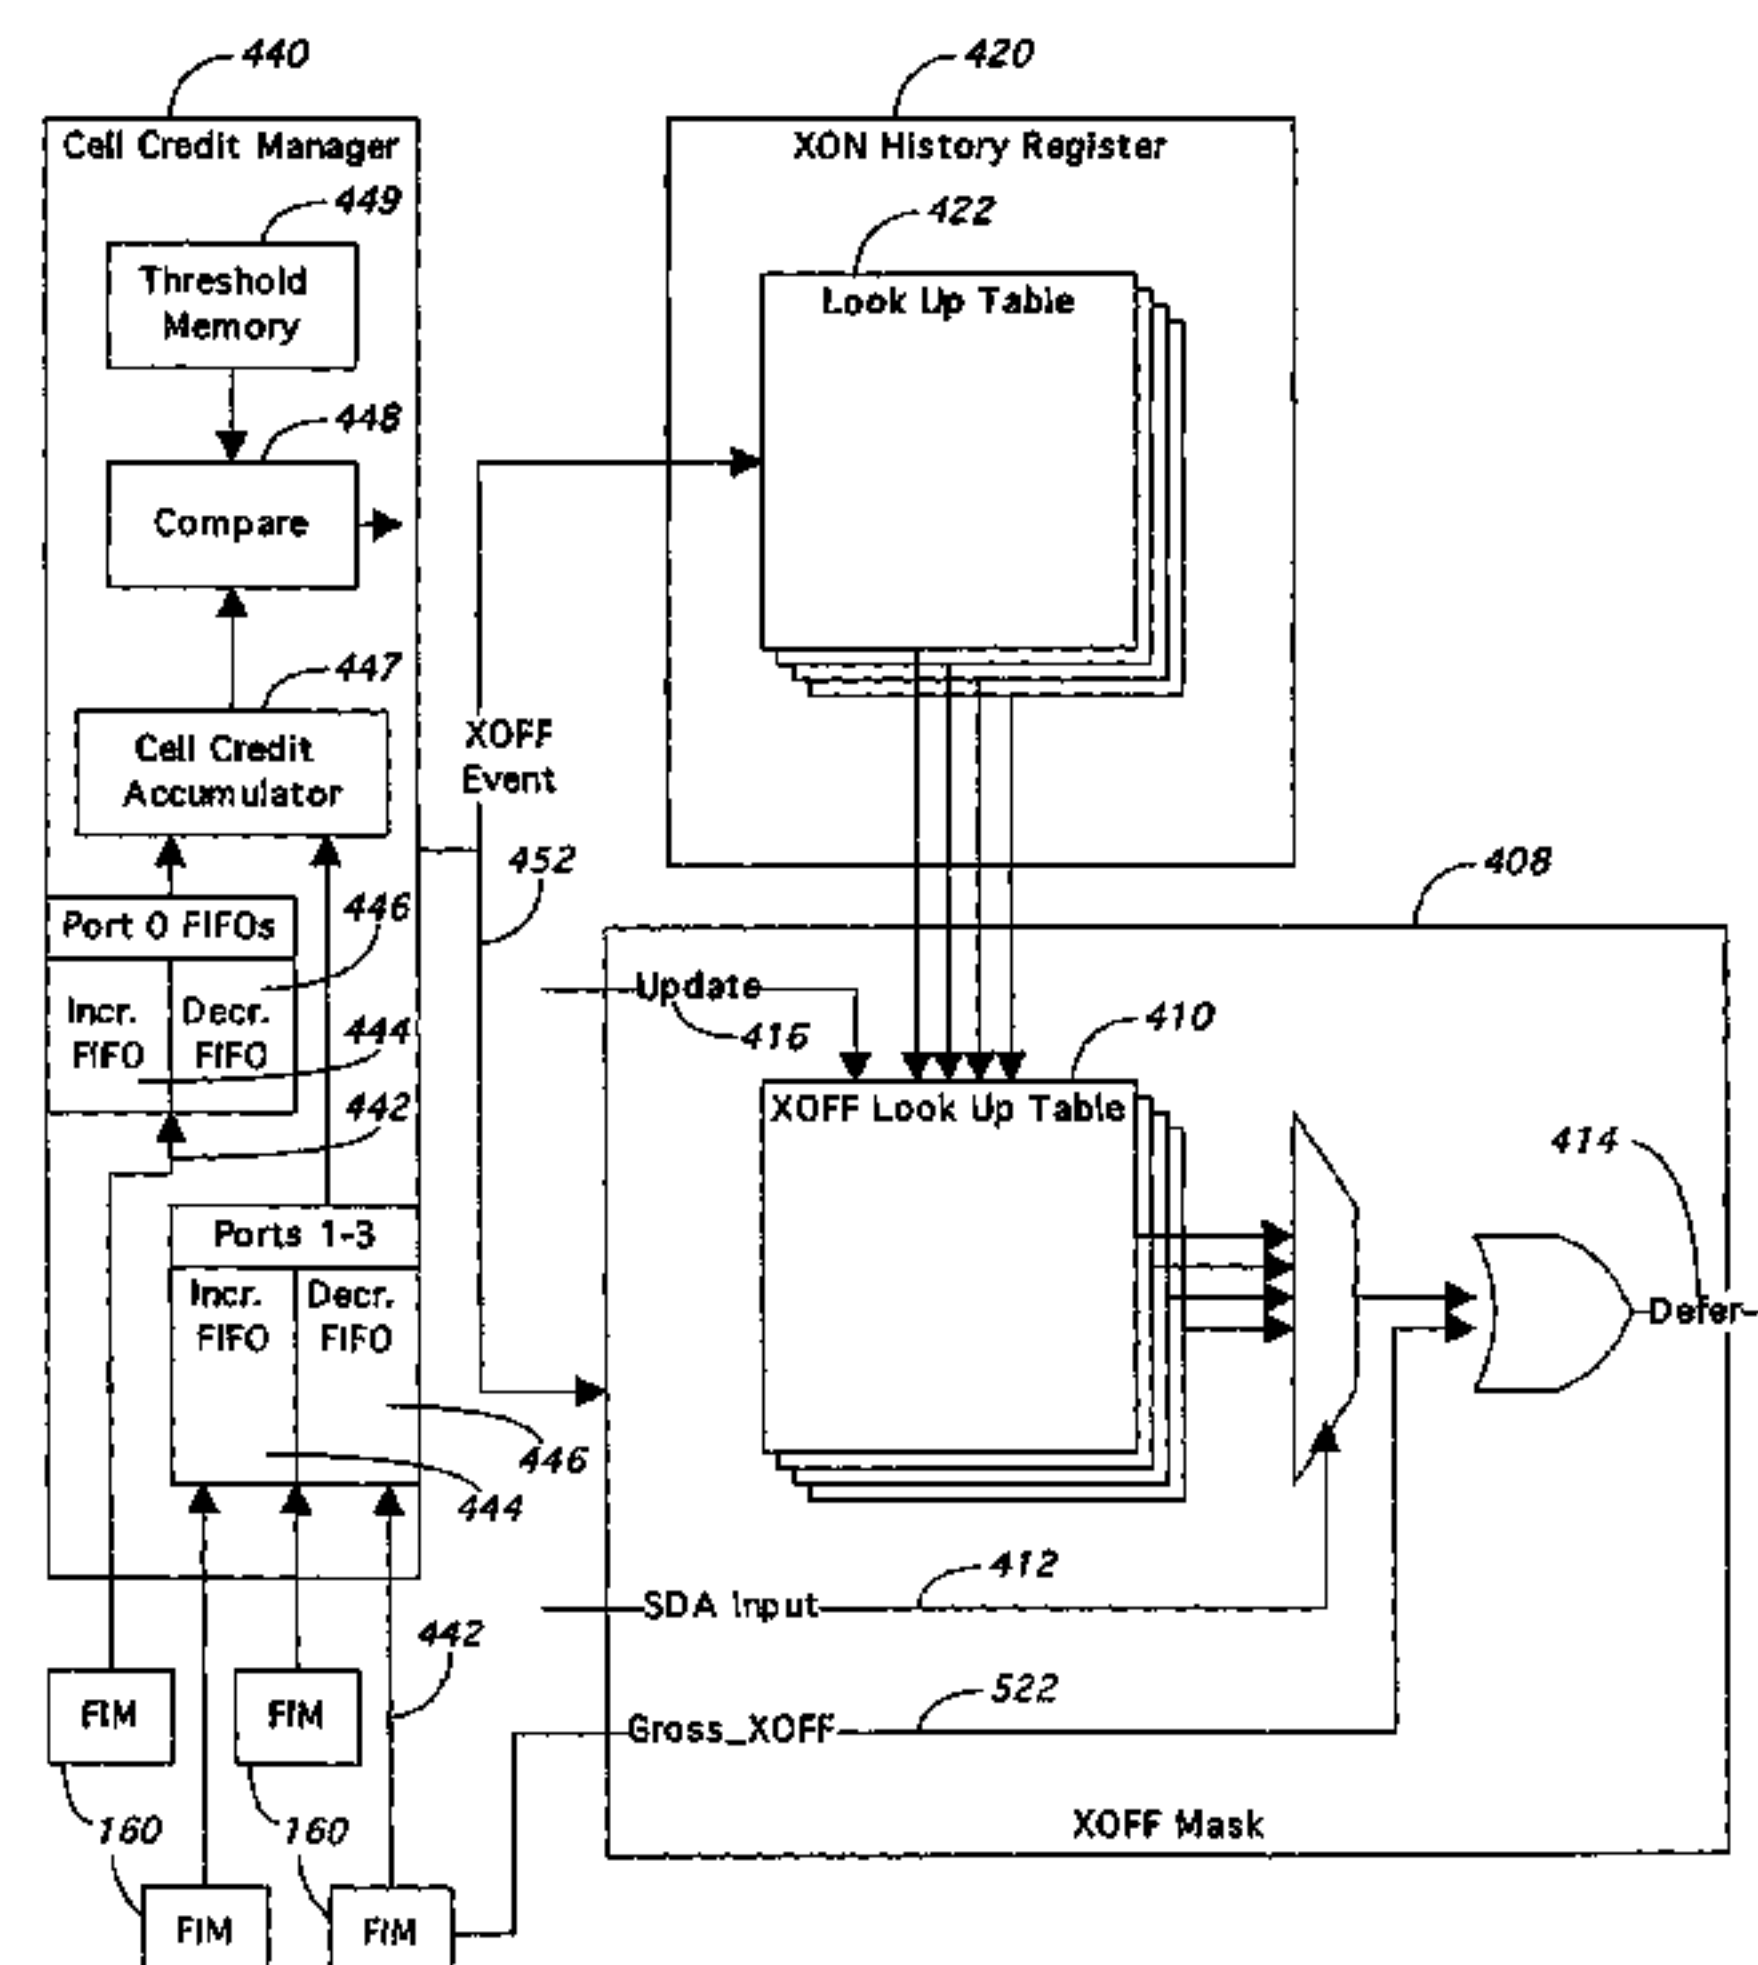 440
Cell Credit Manager
449
Threshold
Memory
448
Compare
447
Cell Credit
Accumulator
Port 0 FIFOs
446
Incr.
FIFO
Decr.
FIFO
444
442
Ports 1-3
Incr.
FIFO
Decr.
FIFO
446
444
442
FIM
FIM
160
160
FIM
FIM
XOFF
Event
452
420
XON History Register
422
Look Up Table
408
Update
416
410
XOFF Look Up Table
414
Defer
412
SDA Input
522
Gross_XOFF
XOFF Mask